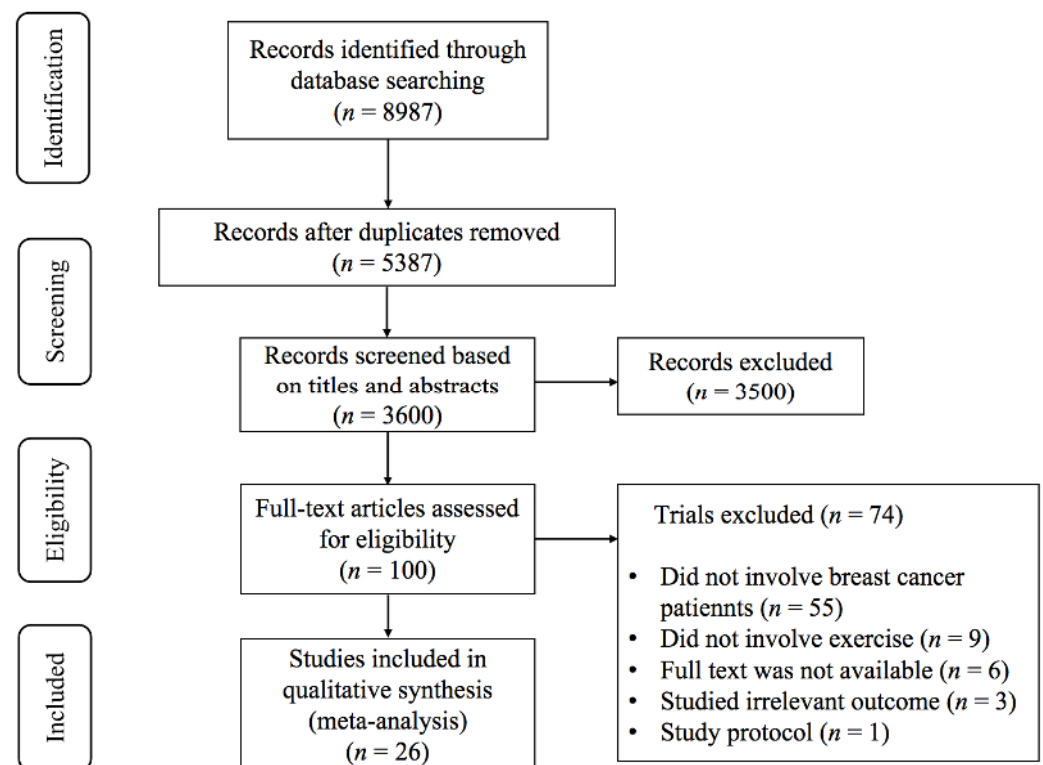 Identification
Records identified through
database searching
(n = 8987)
Screening
Records after duplicates removed
(n = 5387)
Records screened based
on titles and abstracts
(n = 3600)
Records excluded
(n = 3500)
Eligibility
Full-text articles assessed
for eligibility
(n = 100)
Trials excluded (n = 74)
• Did not involve breast cancer
patiennts (n = 55)
• Did not involve exercise (n = 9)
• Full text was not available (n = 6)
• Studied irrelevant outcome (n = 3)
• Study protocol (n = 1)
Included
Studies included in
qualitative synthesis
(meta-analysis)
(n = 26)